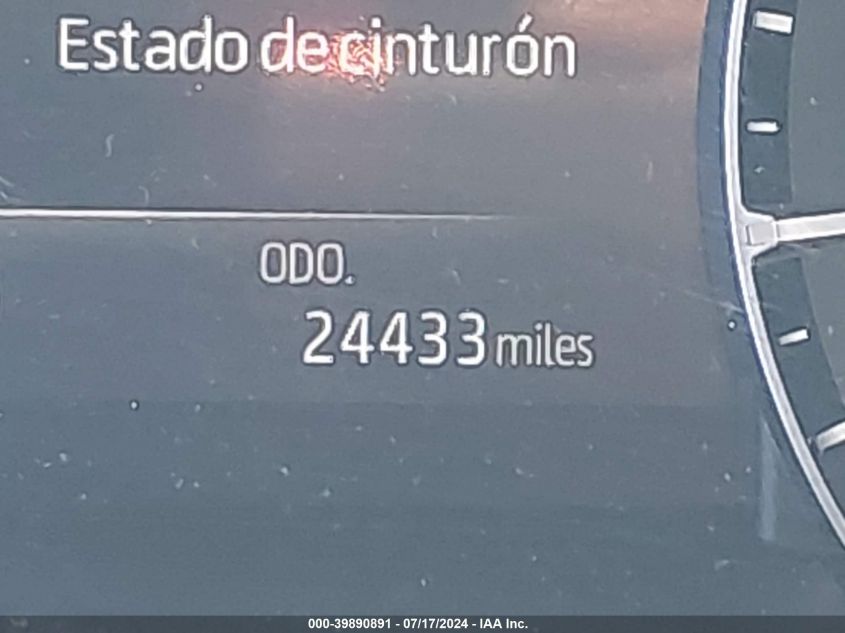 Estado de cinturón
ODO.
24433 miles
000-39890891 - 07/17/2024 - IAA Inc.